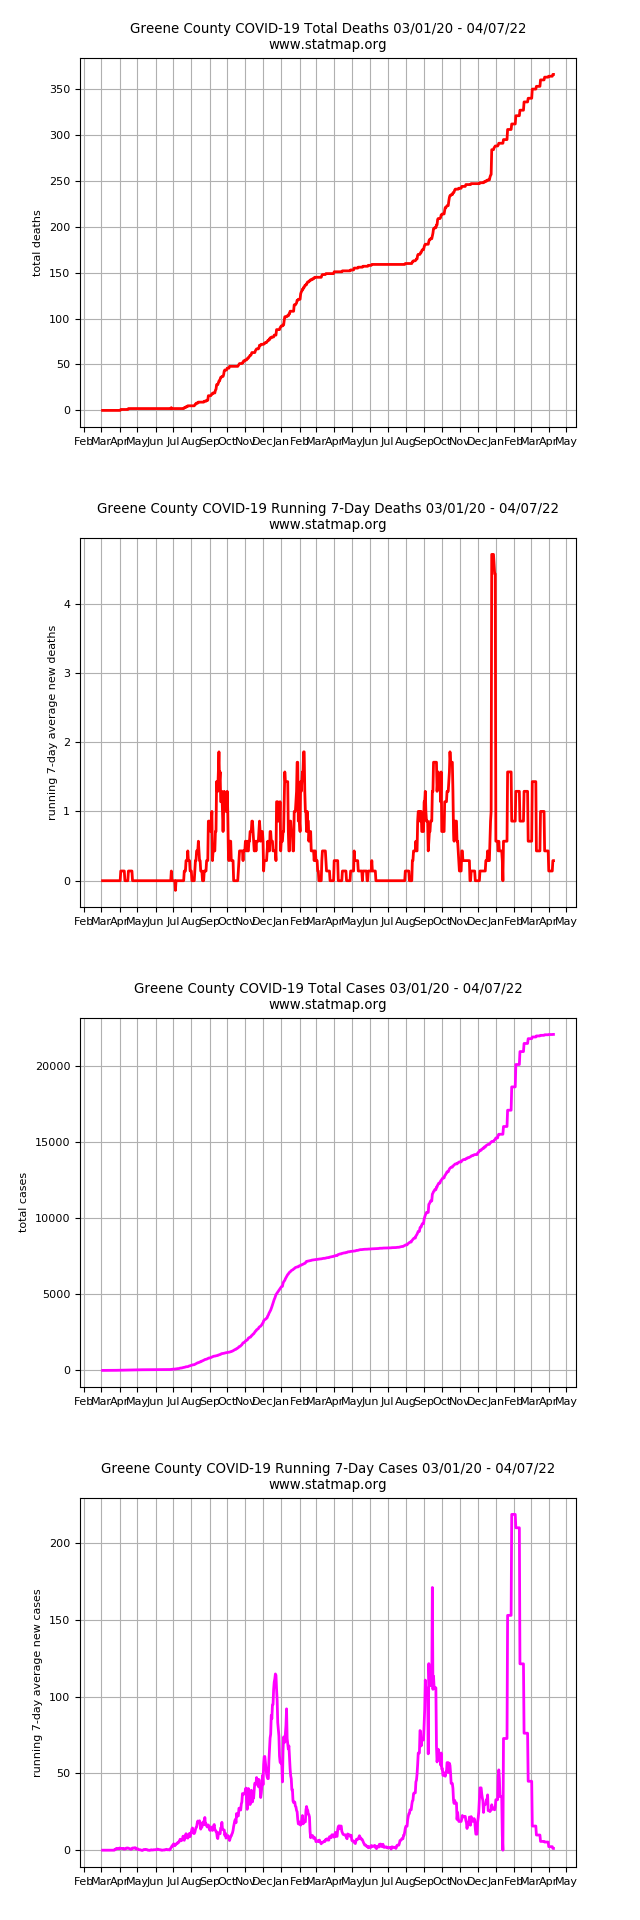 Greene County COVID-19 Total Deaths 03/01/20 - 04/07/22
www.statmap.org
350
300
250
200
150
100
50
0
total deaths
Feb Mar Apr May Jun Jul Aug Sep Oct Nov Dec Jan Feb Mar Apr May Jun Jul Aug Sep Oct Nov Dec Jan Feb Mar Apr May
Greene County COVID-19 Running 7-Day Deaths 03/01/20 - 04/07/22
www.statmap.org
4
3
2
1
0
running 7-day average new deaths
Feb Mar Apr May Jun Jul Aug Sep Oct Nov Dec Jan Feb Mar Apr May Jun Jul Aug Sep Oct Nov Dec Jan Feb Mar Apr May
Greene County COVID-19 Total Cases 03/01/20 - 04/07/22
www.statmap.org
20000
15000
10000
5000
0
total cases
Feb Mar Apr May Jun Jul Aug Sep Oct Nov Dec Jan Feb Mar Apr May Jun Jul Aug Sep Oct Nov Dec Jan Feb Mar Apr May
Greene County COVID-19 Running 7-Day Cases 03/01/20 - 04/07/22
www.statmap.org
200
150
100
50
0
running 7-day average new cases
Feb Mar Apr May Jun Jul Aug Sep Oct Nov Dec Jan Feb Mar Apr May Jun Jul Aug Sep Oct Nov Dec Jan Feb Mar Apr May